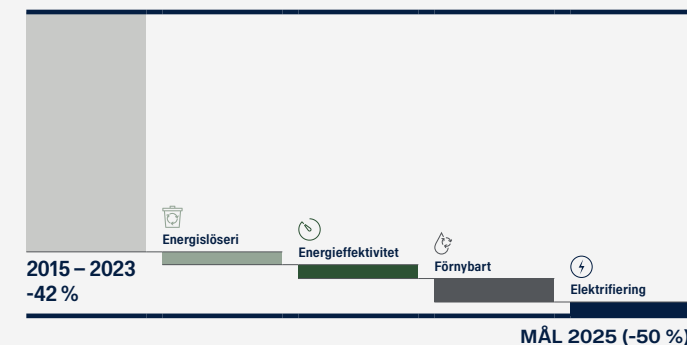 Energislöseri
Energieffektivitet
Förnybart
Elektrifiering
2015 – 2023
-42 %
MÅL 2025 (-50 %)